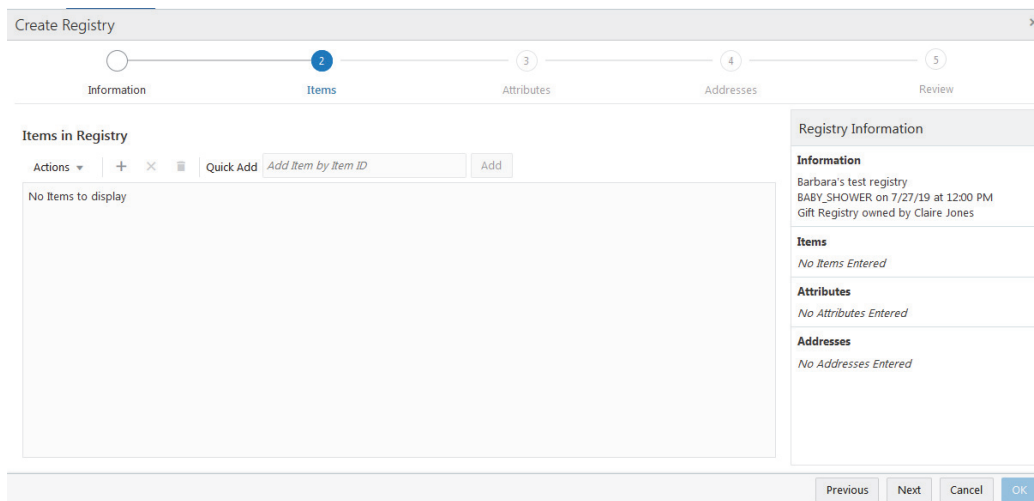 Create Registry
2
3
4
5
Information
Items
Attributes
Addresses
Review
Items in Registry
Actions
Quick Add
Add Item by Item ID
Add
No Items to display
Registry Information
Information
Barbara's test registry
BABY_SHOWER on 7/27/19 at 12:00 PM
Gift Registry owned by Claire Jones
Items
No Items Entered
Attributes
No Attributes Entered
Addresses
No Addresses Entered
Previous
Next
Cancel
OK